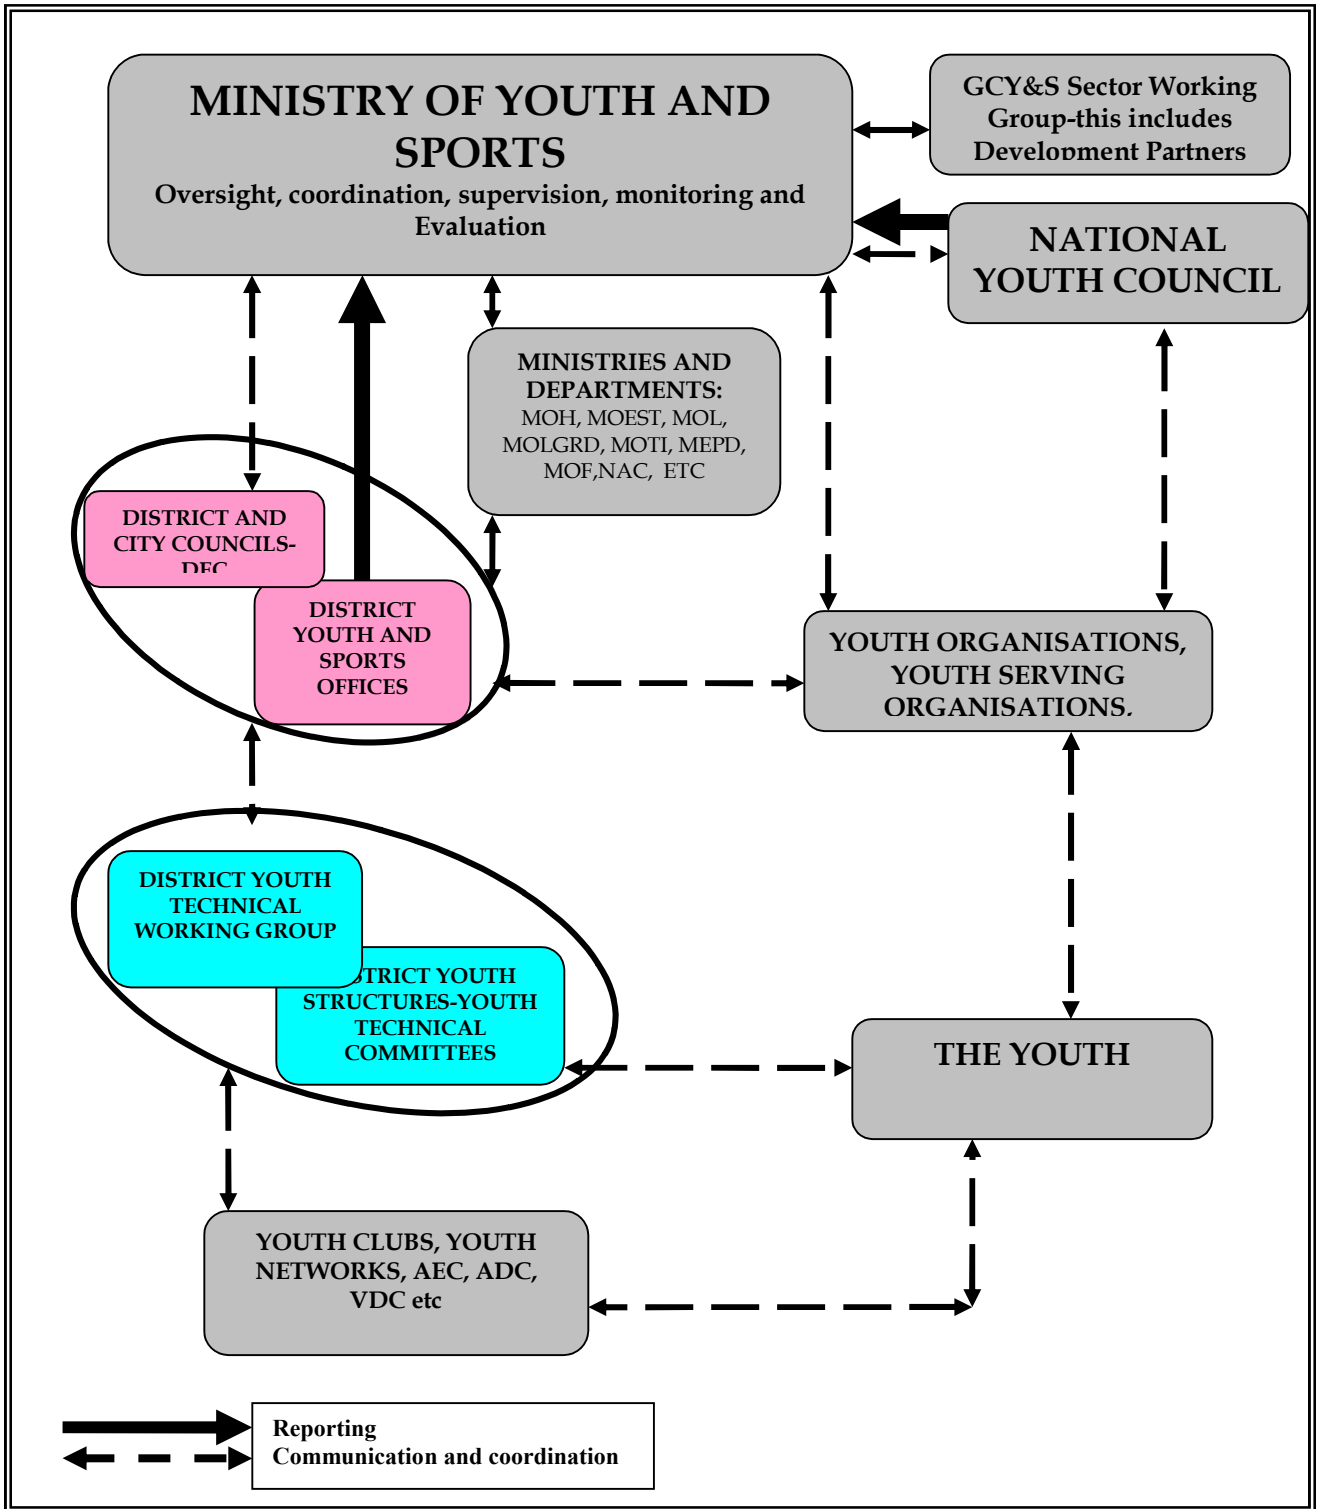 MINISTRY OF YOUTH AND
SPORTS
Oversight, coordination, supervision, monitoring and
Evaluation
GCY&S Sector Working
Group-this includes
Development Partners
NATIONAL
YOUTH COUNCIL
MINISTRIES AND
DEPARTMENTS:
MOH, MOEST, MOL,
MOLGRD, MOTI, MEPD,
MOF,NAC, ETC
DISTRICT AND
CITY COUNCILS-
DISTRICT
YOUTH AND
SPORTS
OFFICES
YOUTH ORGANISATIONS,
YOUTH SERVING
ORGANISATIONS.
DISTRICT YOUTH
TECHNICAL
WORKING GROUP
STRICT YOUTH
STRUCTURES-YOUTH
TECHNICAL
COMMITTEES
THE YOUTH
YOUTH CLUBS, YOUTH
NETWORKS, AEC, ADC,
VDC etc
Reporting
Communication and coordination